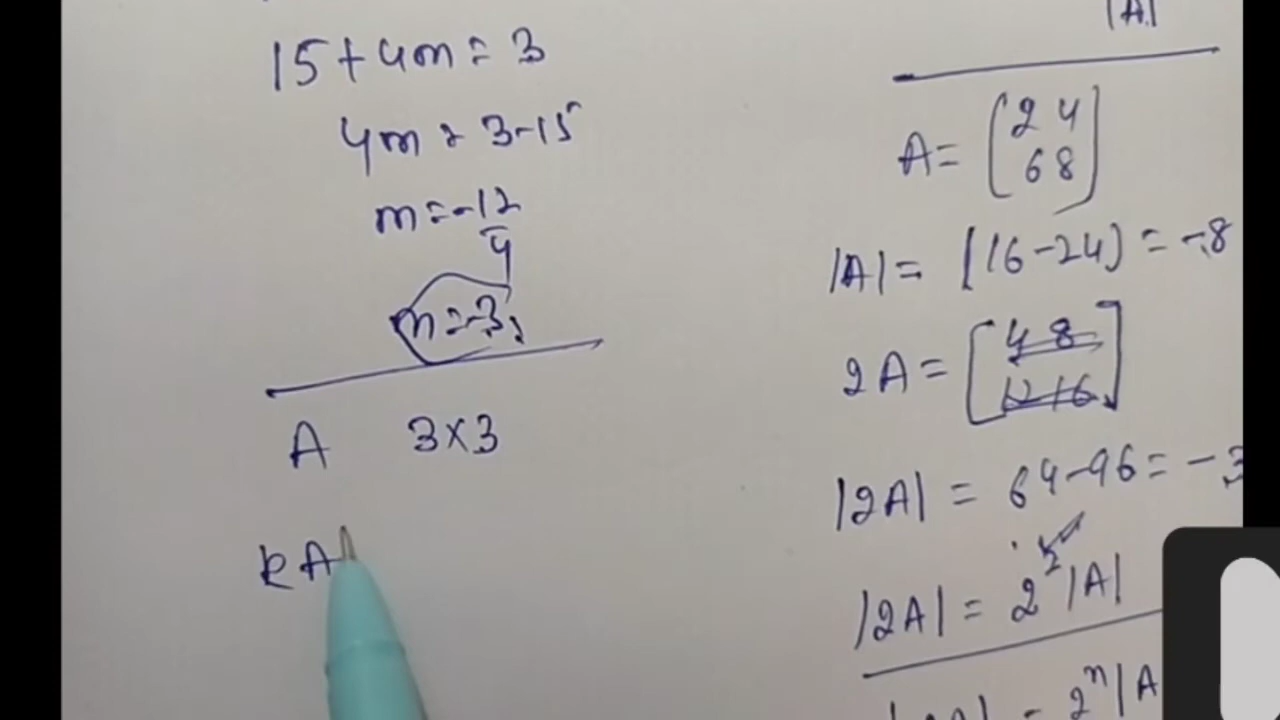 15+4m = 3
4m = 3-15
m = -12
4
m = -3,
A 3×3
kA
|A|
A = (2 4
6 8)
|A| = [16-24] = -8
2A = [4 8
12 16]
|2A| = 64-96 = -3
|2A| = 2² |A|
= 2ⁿ |A